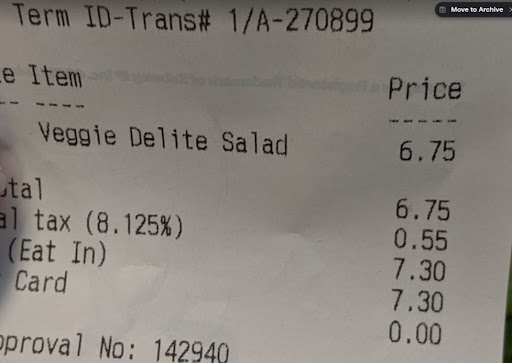 Move to Archive
Term ID-Trans# 1/A-270899
e Item Price
-- ---- -----
Veggie Delite Salad 6.75
tal 6.75
al tax (8.125%) 0.55
(Eat In) 7.30
Card 7.30
0.00
pproval No: 142940